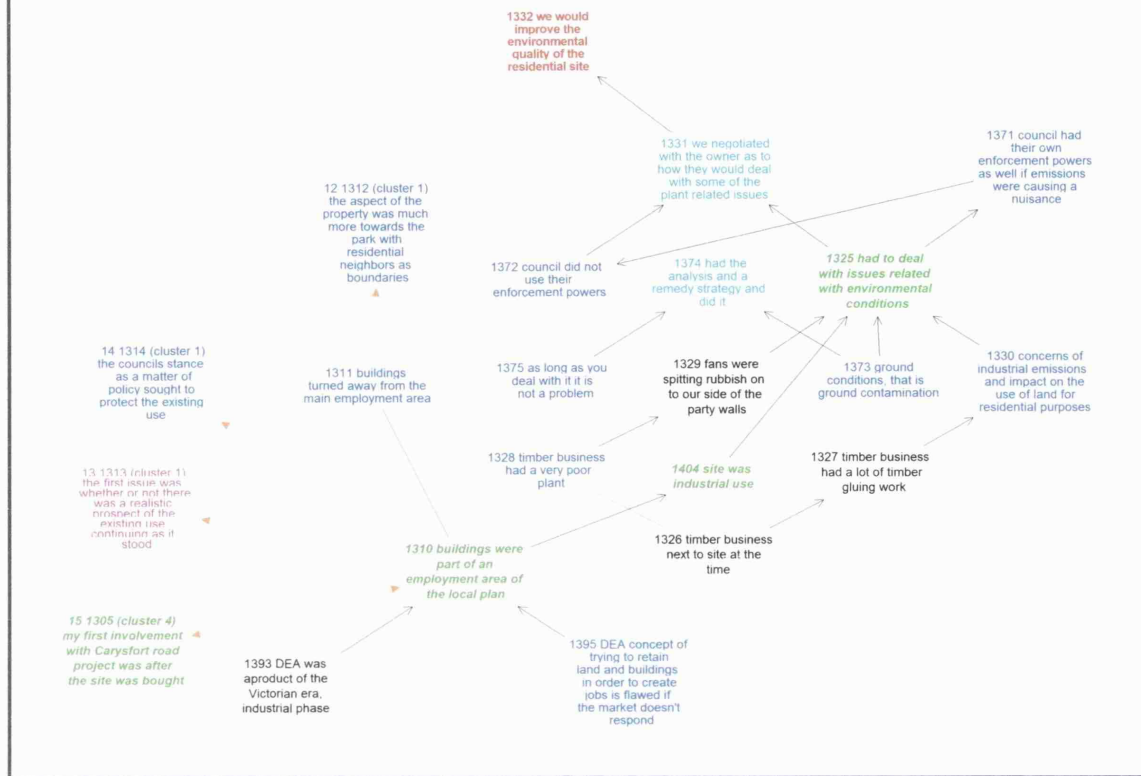 1332 we would
improve the
environmental
quality of the
residential site
1331 we negotiated
with the owner as to
how they would deal
with some of the
plant related issues
1371 council had
their own
enforcement powers
as well if emissions
were causing a
nuisance
12 1312 (cluster 1)
the aspect of the
property was much
more towards the
park with
residential
neighbors as
boundaries
1372 council did not
use their
enforcement powers
1374 had the
analysis and a
remedy strategy and
did it
1325 had to deal
with issues related
with environmental
conditions
14 1314 (cluster 1)
the councils stance
as a matter of
policy sought to
protect the existing
use
1311 buildings
turned away from the
main employment area
1375 as long as you
deal with it it is
not a problem
1329 fans were
spitting rubbish on
to our side of the
party walls
1373 ground
conditions, that is
ground contamination
1330 concerns of
industrial emissions
and impact on the
use of land for
residential purposes
1328 timber business
had a very poor
plant
1404 site was
industrial use
1327 timber business
had a lot of timber
gluing work
13 1313 (cluster 1)
the first issue was
whether or not there
was a realistic
prospect of the
existing use
continuing as it
stood
1326 timber business
next to site at the
time
1310 buildings were
part of an
employment area of
the local plan
15 1305 (cluster 4)
my first involvement
with Carysfort road
project was after
the site was bought
1393 DEA was
aproduct of the
Victorian era,
industrial phase
1395 DEA concept of
trying to retain
land and buildings
in order to create
jobs is flawed if
the market doesn't
respond